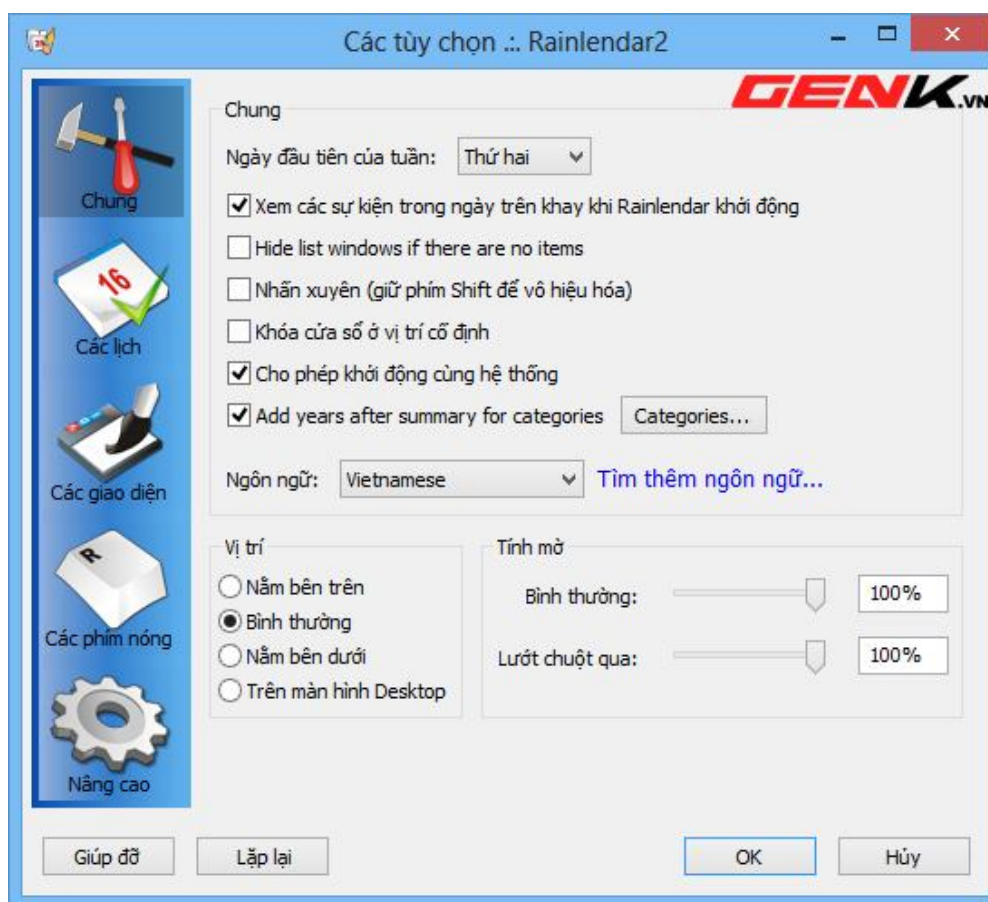 Các tùy chọn .:. Rainlendar2
GENK.VN
Chung
Chung
Ngày đầu tiên của tuần: Thứ hai
Xem các sự kiện trong ngày trên khay khi Rainlendar khởi động
Hide list windows if there are no items
Nhấn xuyên (giữ phím Shift để vô hiệu hóa)
Khóa cửa sổ ở vị trí cố định
Cho phép khởi động cùng hệ thống
Add years after summary for categories Categories...
Ngôn ngữ: Vietnamese Tìm thêm ngôn ngữ...
16
Các lịch
Các giao diện
R
Các phím nóng
Nâng cao
Vị trí
Nằm bên trên
Bình thường
Nằm bên dưới
Trên màn hình Desktop
Tính mờ
Bình thường: 100%
Lướt chuột qua: 100%
Giúp đỡ Lặp lại OK Hủy